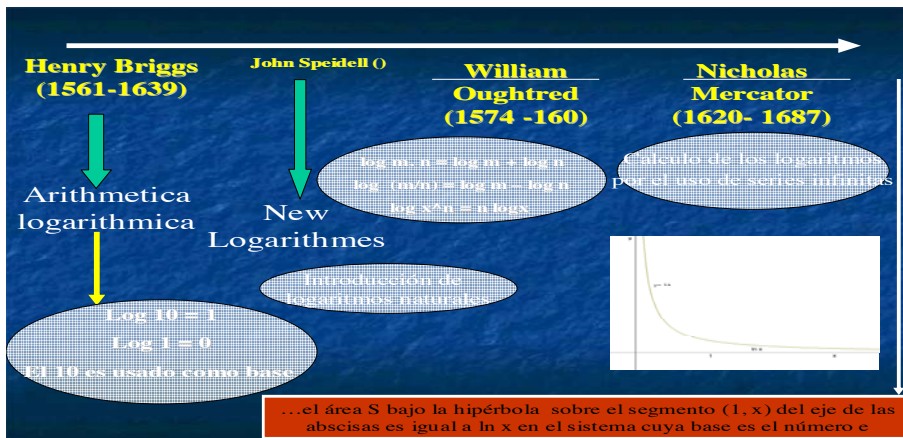 Henry Briggs
(1561-1639)
Arithmetica
logarithmica
Log 10 = 1
Log 1 = 0
El 10 es usado como base
John Speidell ()
New
Logarithmes
Introducción de
logaritmos naturales
William
Oughtred
(1574 -160)
log m, n = log m + log n
log (m/n) = log m – log n
log x^n = n logx
Nicholas
Mercator
(1620- 1687)
Calculo de los logaritmos
por el uso de series infinitas
…el área S bajo la hipérbola sobre el segmento (1, x) del eje de las
abscisas es igual a ln x en el sistema cuya base es el número e